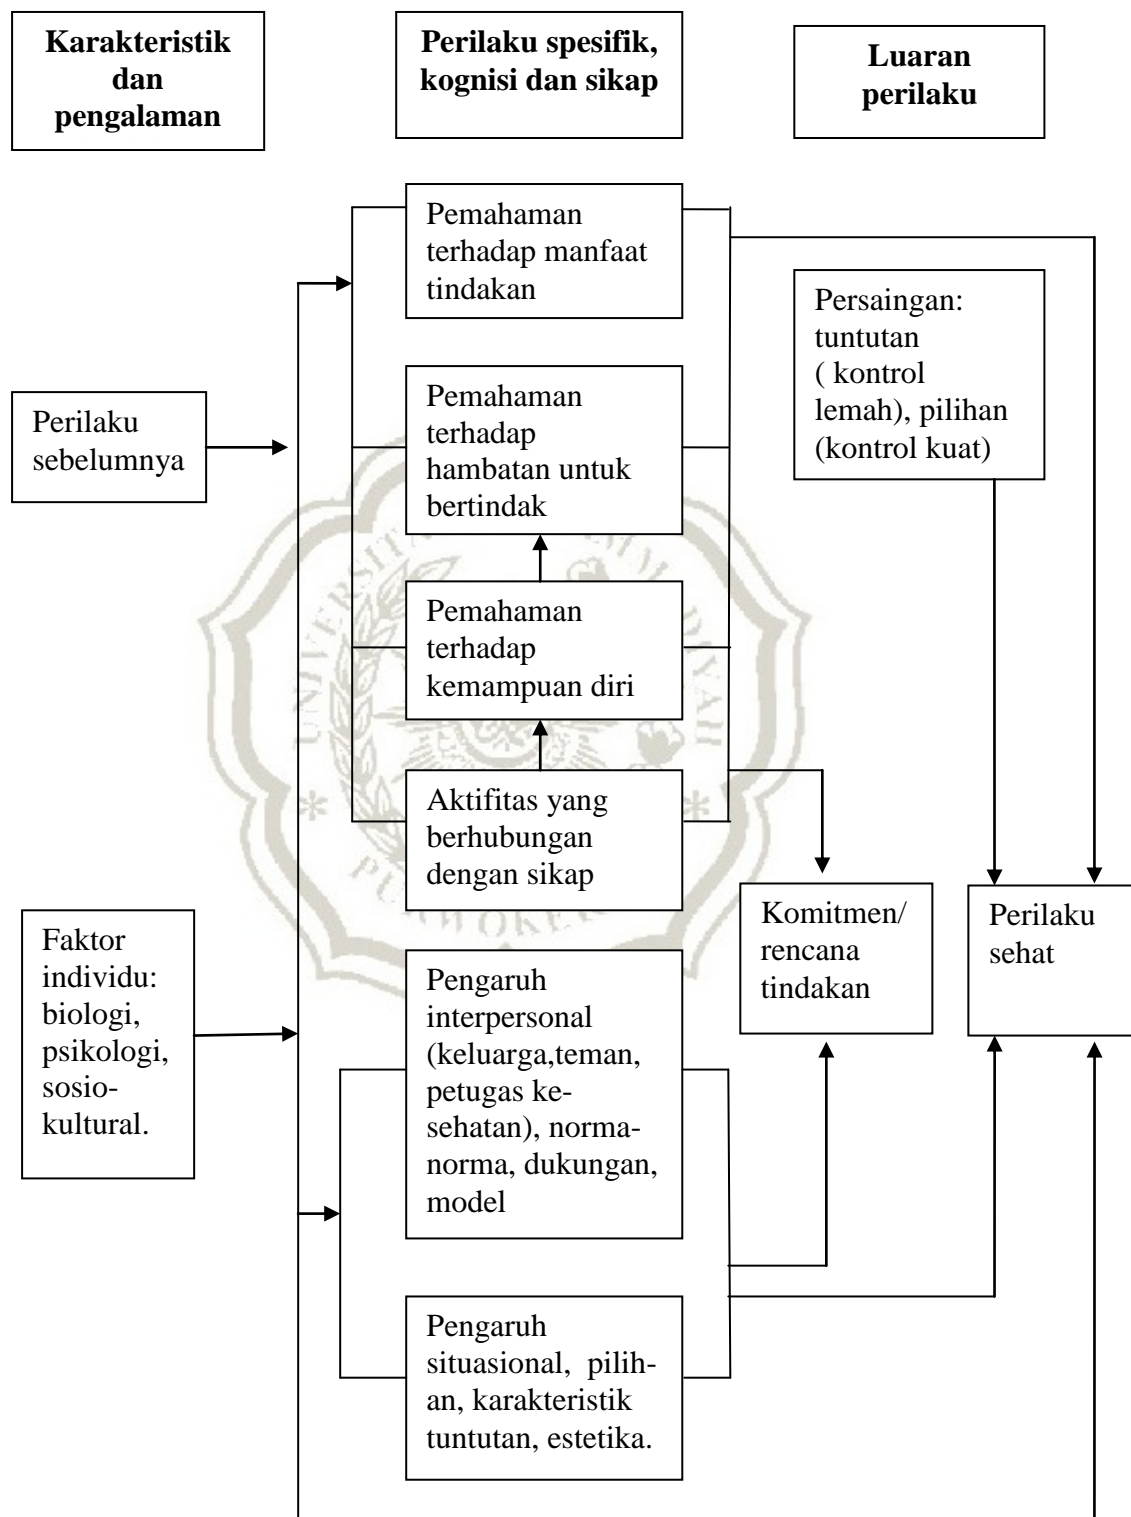 Karakteristik
dan
pengalaman
Perilaku spesifik,
kognisi dan sikap
Luaran
perilaku
Pemahaman
terhadap manfaat
tindakan
Persaingan:
tuntutan
( kontrol
lemah), pilihan
(kontrol kuat)
Perilaku
sebelumnya
Pemahaman
terhadap
hambatan untuk
bertindak
Pemahaman
terhadap
kemampuan diri
Aktifitas yang
berhubungan
dengan sikap
Komitmen/
rencana
tindakan
Perilaku
sehat
Faktor
individu:
biologi,
psikologi,
sosio-
kultural.
Pengaruh
interpersonal
(keluarga,teman,
petugas ke-
sehatan), norma-
norma, dukungan,
model
Pengaruh
situasional, pilih-
an, karakteristik
tuntutan, estetika.